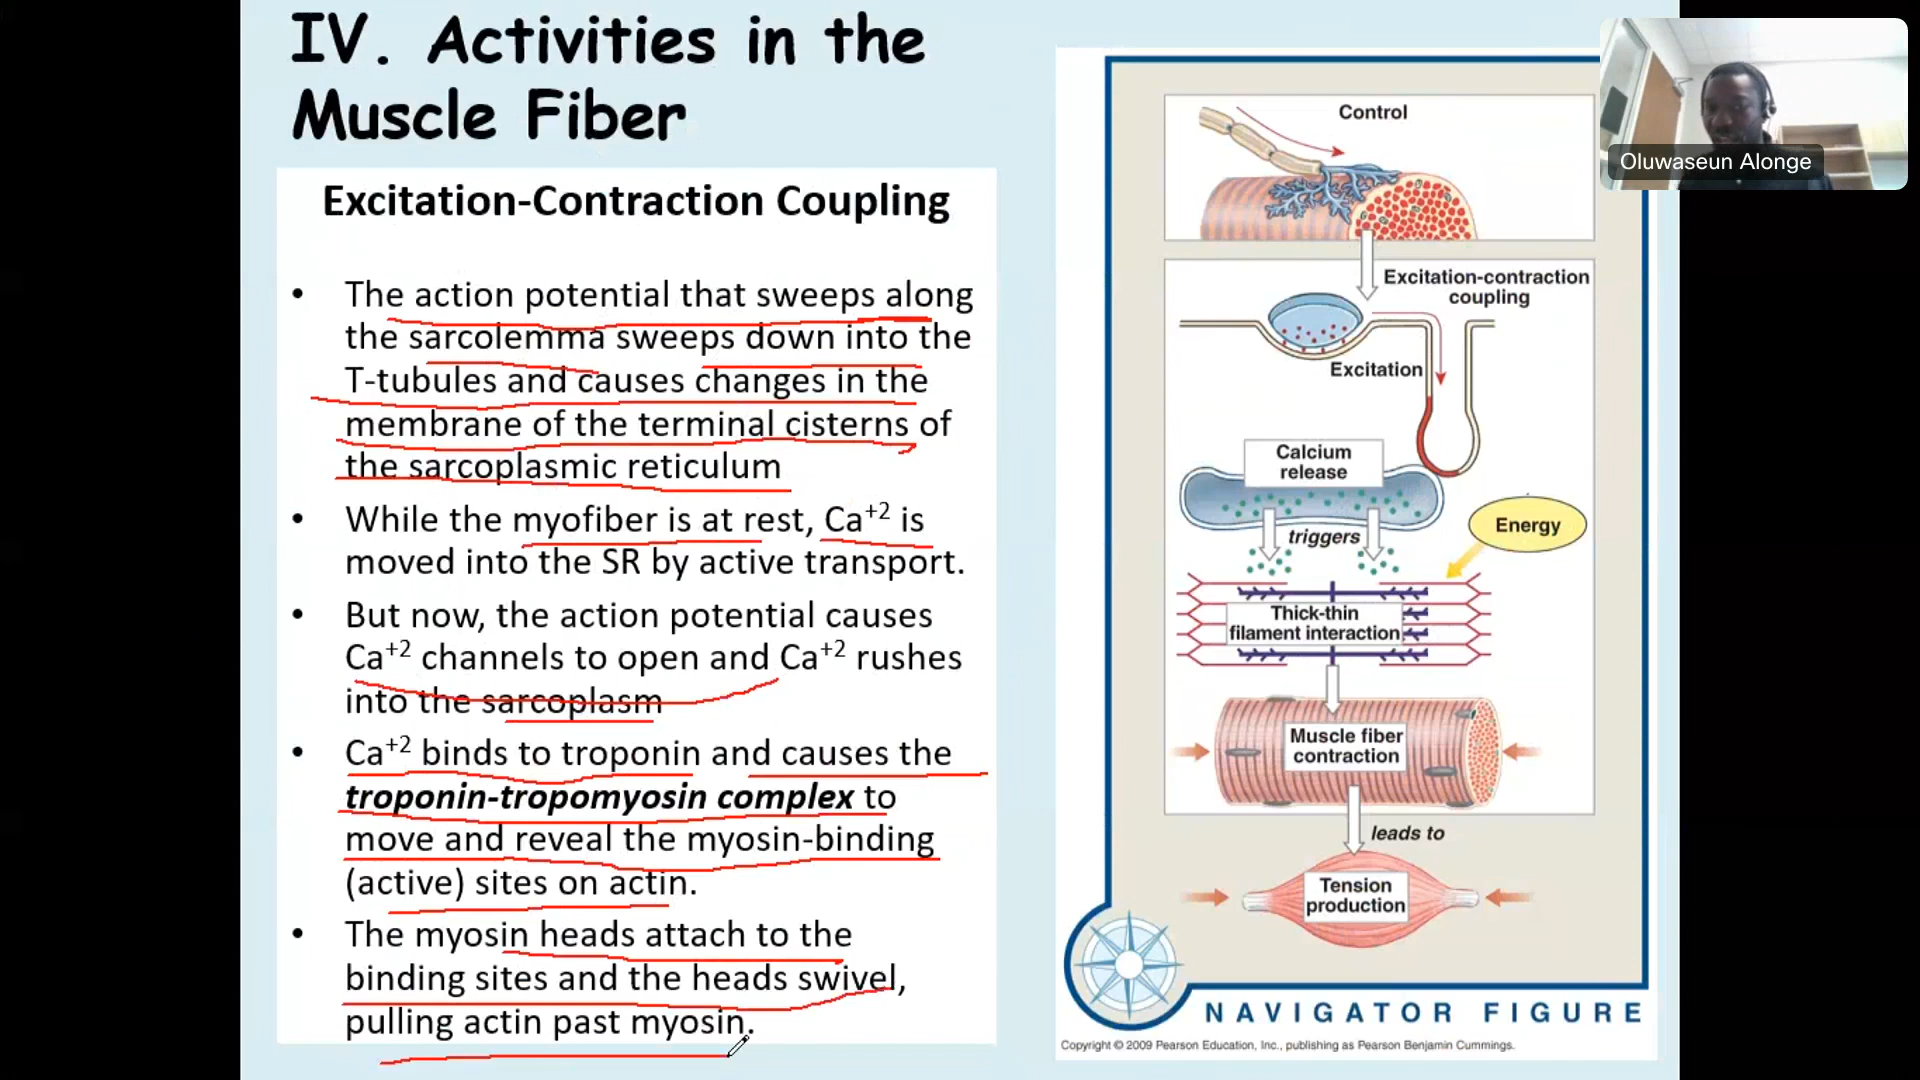 IV. Activities in the
Muscle Fiber
Excitation-Contraction Coupling
• The action potential that sweeps along
the sarcolemma sweeps down into the
T-tubules and causes changes in the
membrane of the terminal cisterns of
the sarcoplasmic reticulum
• While the myofiber is at rest, Ca+2 is
moved into the SR by active transport.
• But now, the action potential causes
Ca+2 channels to open and Ca+2 rushes
into the sarcoplasm
• Ca+2 binds to troponin and causes the
troponin-tropomyosin complex to
move and reveal the myosin-binding
(active) sites on actin.
• The myosin heads attach to the
binding sites and the heads swivel,
pulling actin past myosin.
Control
Excitation-contraction
coupling
Excitation
Calcium
release
triggers
Energy
Thick-thin
filament interaction
Muscle fiber
contraction
leads to
Tension
production
NAVIGATOR FIGURE
Copyright © 2009 Pearson Education, Inc., publishing as Pearson Benjamin Cummings.
Oluwaseun Alonge